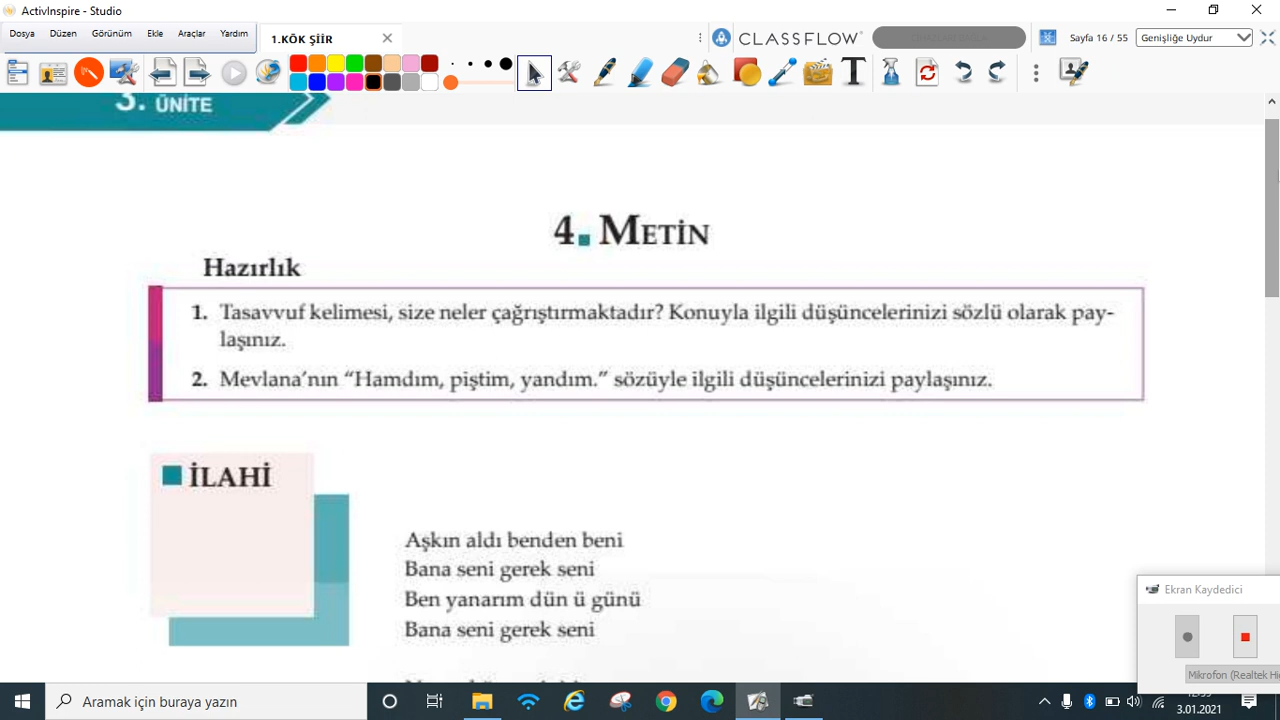 ActivInspire - Studio
Dosya Düzen Görünüm Ekle Araçlar Yardım
1.KÖK ŞİİR
CLASSFLOW
Sayfa 16 / 55
Genişliğe Uydur
3. ÜNİTE
4. METİN
Hazırlık
1. Tasavvuf kelimesi, size neler çağrıştırmaktadır? Konuyla ilgili düşüncelerinizi sözlü olarak pay-
laşınız.
2. Mevlana’nın “Hamdım, piştim, yandım.” sözüyle ilgili düşüncelerinizi paylaşınız.
İLAHİ
Aşkın aldı benden beni
Bana seni gerek seni
Ben yanarım dün ü günü
Bana seni gerek seni
Ekran Kaydedici
Mikrofon (Realtek Hi
Aramak için buraya yazın
3.01.2021